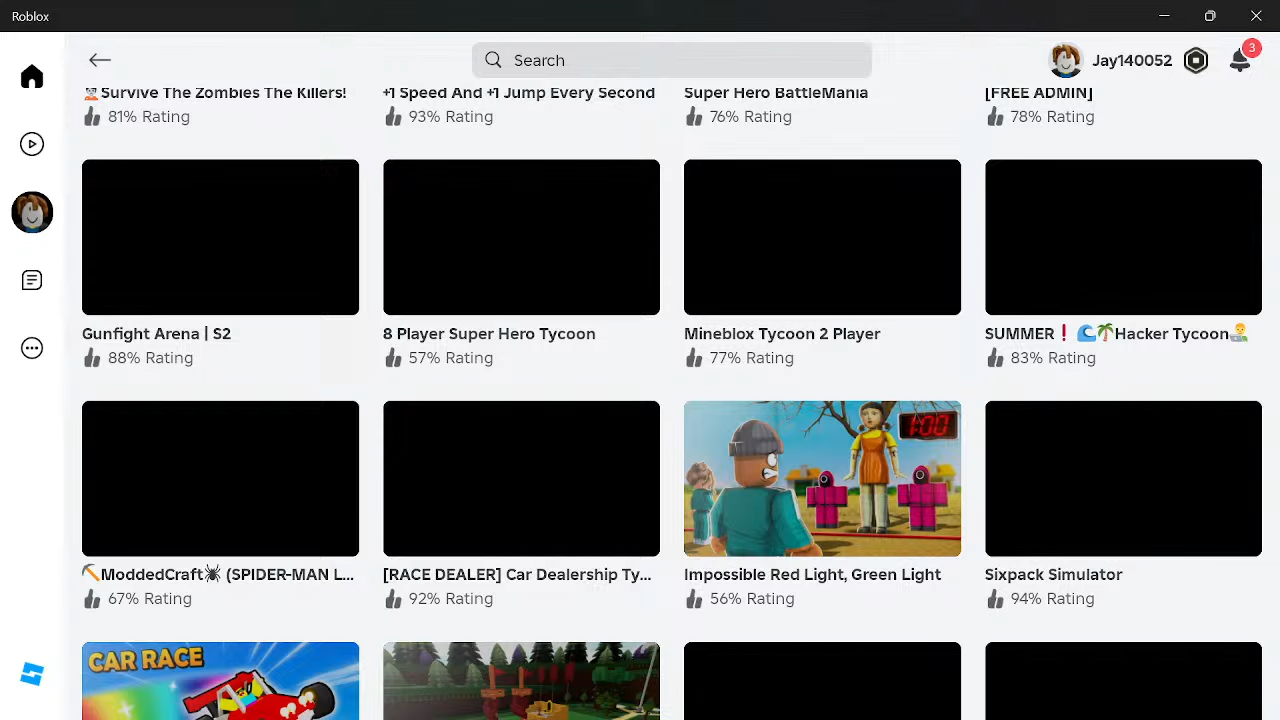 Roblox
Search
Jay140052
3
Survive The Zombies The Killers!
+1 Speed And +1 Jump Every Second
Super Hero BattleMania
[FREE ADMIN]
81% Rating
93% Rating
76% Rating
78% Rating
Gunfight Arena | S2
8 Player Super Hero Tycoon
Mineblox Tycoon 2 Player
SUMMER❗🌊🌴Hacker Tycoon
88% Rating
57% Rating
77% Rating
83% Rating
1:00
⛏️ModdedCraft🕷️ (SPIDER-MAN L...
[RACE DEALER] Car Dealership Ty...
Impossible Red Light, Green Light
Sixpack Simulator
67% Rating
92% Rating
56% Rating
94% Rating
CAR RACE